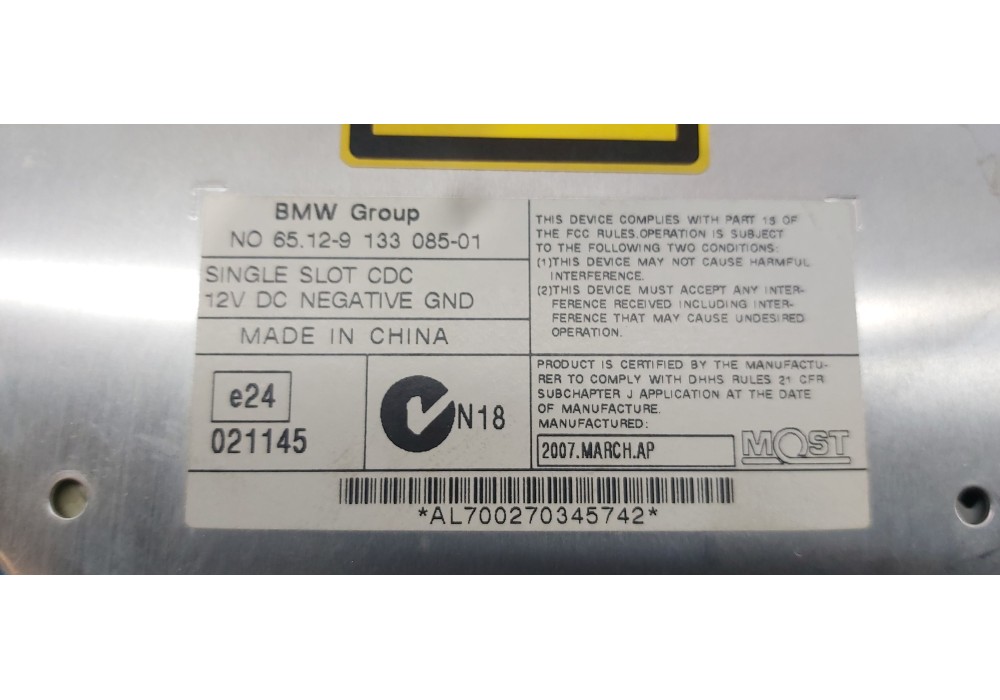 BMW Group
NO 65.12-9 133 085-01
SINGLE SLOT CDC
12V DC NEGATIVE GND
MADE IN CHINA
e24
021145
N18
THIS DEVICE COMPLIES WITH PART 15 OF
THE FCC RULES.OPERATION IS SUBJECT
TO THE FOLLOWING TWO CONDITIONS:
(1)THIS DEVICE MAY NOT CAUSE HARMFUL
INTERFERENCE.
(2)THIS DEVICE MUST ACCEPT ANY INTER-
FERENCE RECEIVED INCLUDING INTER-
FERENCE THAT MAY CAUSE UNDESIRED
OPERATION.
PRODUCT IS CERTIFIED BY THE MANUFACTU-
RER TO COMPLY WITH DHHS RULES 21 CFR
SUBCHAPTER J APPLICATION AT THE DATE
OF MANUFACTURE.
MANUFACTURED:
2007.MARCH.AP
MOST
*AL700270345742*